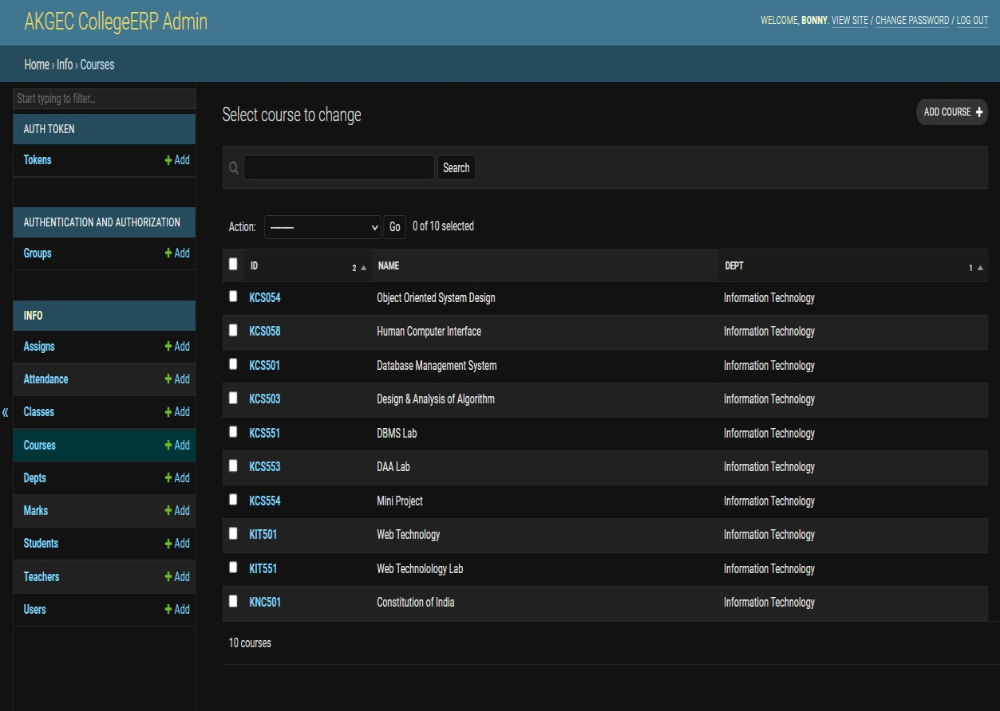 AKGEC CollegeERP Admin
WELCOME, BONNY. VIEW SITE / CHANGE PASSWORD / LOG OUT
Home › Info › Courses
Start typing to filter...
AUTH TOKEN
Tokens + Add
AUTHENTICATION AND AUTHORIZATION
Groups + Add
INFO
Assigns + Add
Attendance + Add
Classes + Add
Courses + Add
Depts + Add
Marks + Add
Students + Add
Teachers + Add
Users + Add
«
Select course to change
ADD COURSE +
Search
Action: --------- Go 0 of 10 selected
ID 2 NAME DEPT 1
KCS054 Object Oriented System Design Information Technology
KCS058 Human Computer Interface Information Technology
KCS501 Database Management System Information Technology
KCS503 Design & Analysis of Algorithm Information Technology
KCS551 DBMS Lab Information Technology
KCS553 DAA Lab Information Technology
KCS554 Mini Project Information Technology
KIT501 Web Technology Information Technology
KIT551 Web Technolology Lab Information Technology
KNC501 Constitution of India Information Technology
10 courses